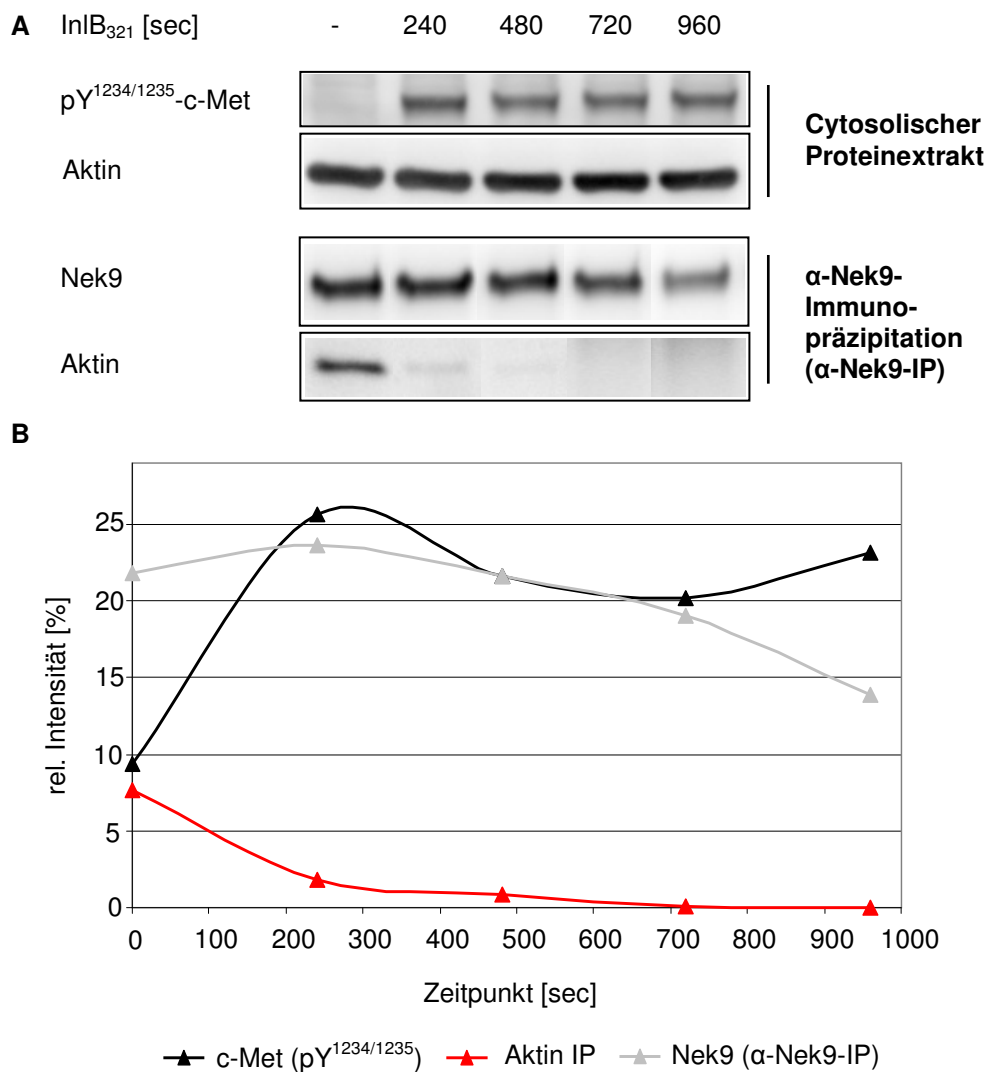 A InlB₃₂₁ [sec] - 240 480 720 960
pY¹²³⁴/¹²³⁵-c-Met
Aktin
Cytosolischer
Proteinextrakt
Nek9
Aktin
α-Nek9-
Immuno-
präzipitation
(α-Nek9-IP)
B
rel. Intensität [%]
25
20
15
10
5
0
0 100 200 300 400 500 600 700 800 900 1000
Zeitpunkt [sec]
c-Met (pY¹²³⁴/¹²³⁵) Aktin IP Nek9 (α-Nek9-IP)